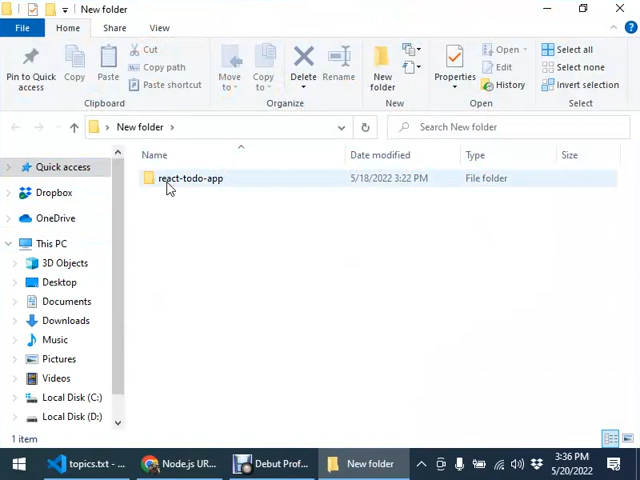 New folder
File Home Share View
Pin to Quick access
Copy
Paste
Cut
Copy path
Paste shortcut
Move to
Copy to
Delete
Rename
New folder
Properties
Open
Edit
History
Select all
Select none
Invert selection
Clipboard Organize New Open Select
New folder
Search New folder
Name Date modified Type Size
react-todo-app 5/18/2022 3:22 PM File folder
Quick access
Dropbox
OneDrive
This PC
3D Objects
Desktop
Documents
Downloads
Music
Pictures
Videos
Local Disk (C:)
Local Disk (D:)
1 item
topics.txt - ... Node.js UR... Debut Prof... New folder 3:36 PM
5/20/2022